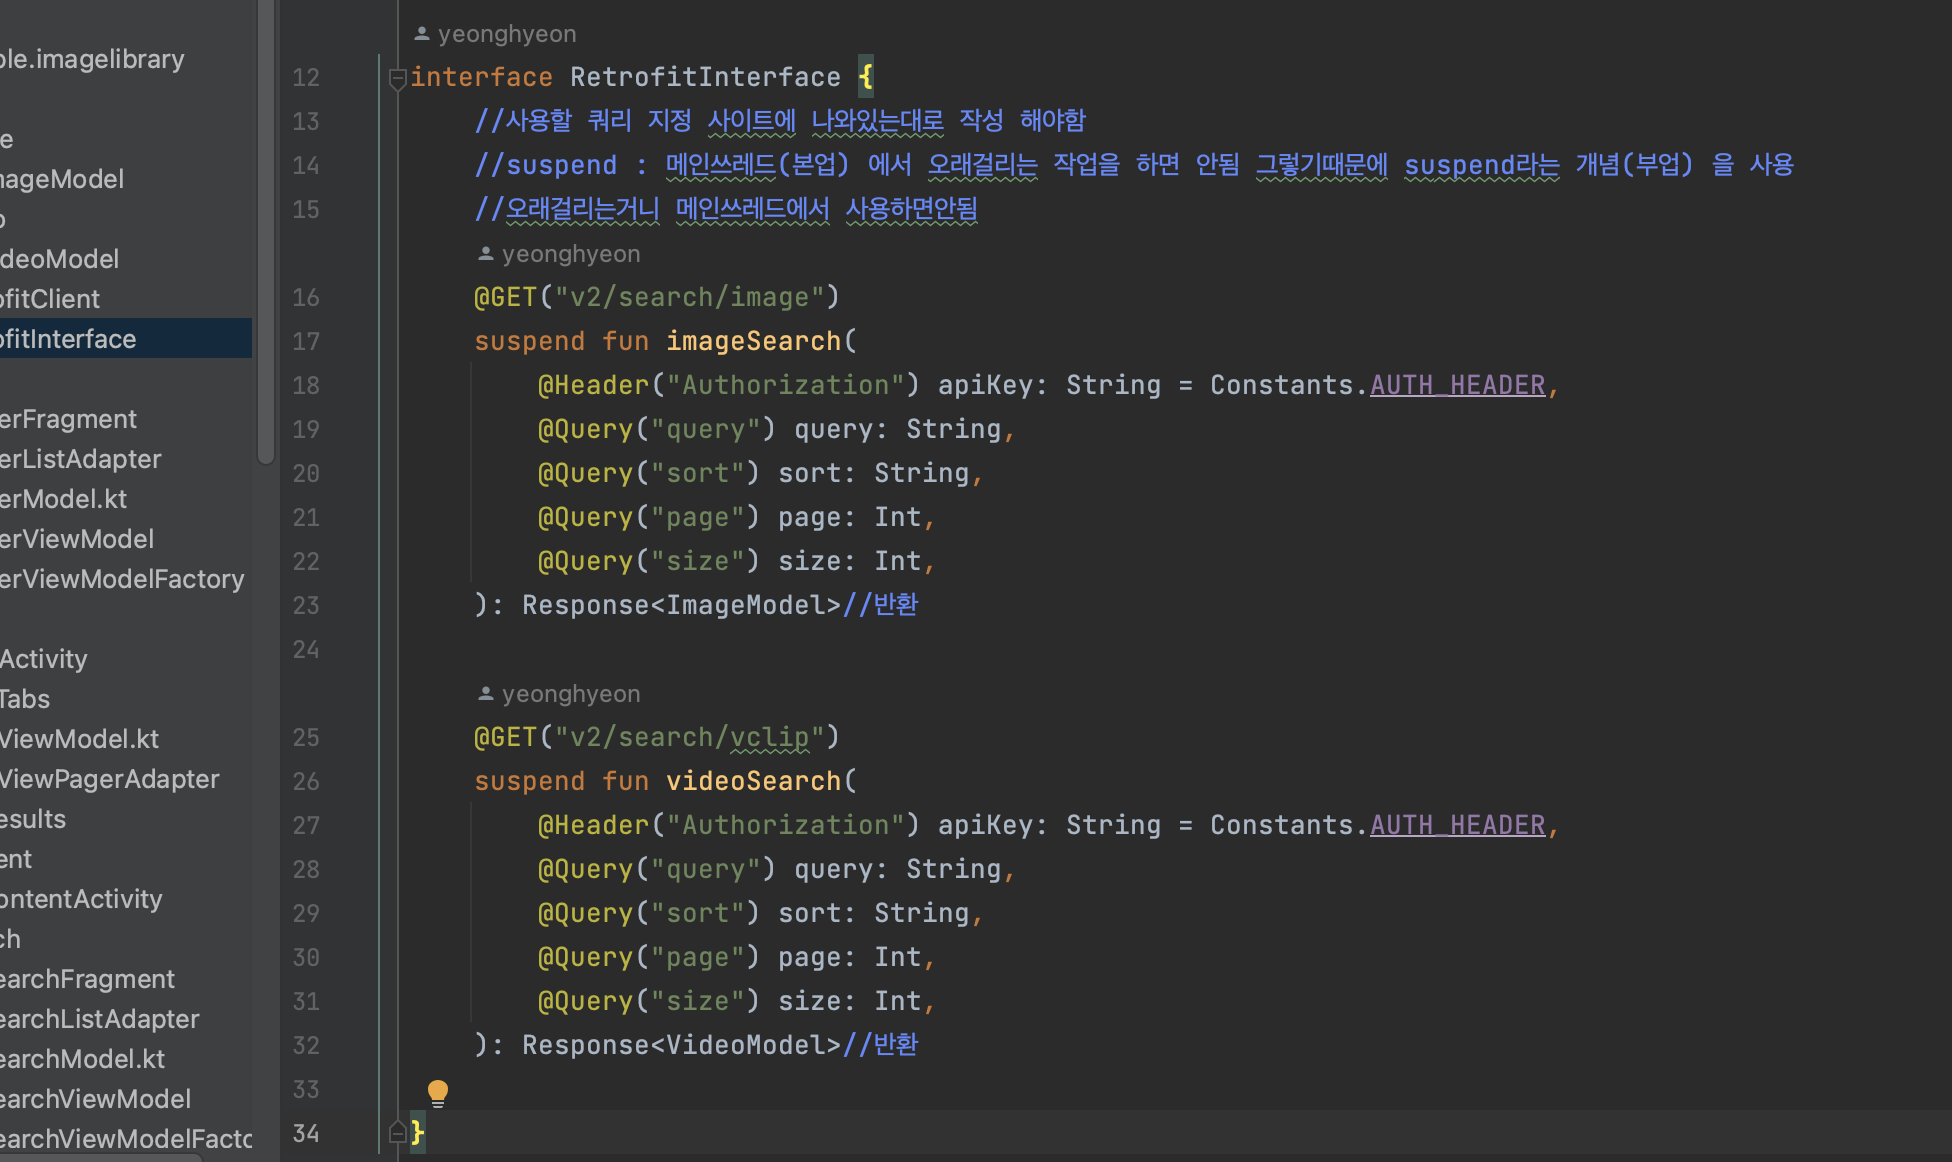 ple.imagelibrary
e
mageModel
o
deoModel
ofitClient
ofitInterface
erFragment
erListAdapter
erModel.kt
erViewModel
erViewModelFactory
Activity
Tabs
ViewModel.kt
ViewPagerAdapter
esults
ent
ontentActivity
ch
earchFragment
earchListAdapter
earchModel.kt
earchViewModel
earchViewModelFacto
yeonghyeon
12 interface RetrofitInterface {
13 //사용할 쿼리 지정 사이트에 나와있는대로 작성 해야함
14 //suspend : 메인쓰레드(본업) 에서 오래걸리는 작업을 하면 안됨 그렇기때문에 suspend라는 개념(부업) 을 사용
15 //오래걸리는거니 메인쓰레드에서 사용하면안됨
yeonghyeon
16 @GET("v2/search/image")
17 suspend fun imageSearch(
18 @Header("Authorization") apiKey: String = Constants.AUTH_HEADER,
19 @Query("query") query: String,
20 @Query("sort") sort: String,
21 @Query("page") page: Int,
22 @Query("size") size: Int,
23 ): Response<ImageModel>//반환
24
yeonghyeon
25 @GET("v2/search/vclip")
26 suspend fun videoSearch(
27 @Header("Authorization") apiKey: String = Constants.AUTH_HEADER,
28 @Query("query") query: String,
29 @Query("sort") sort: String,
30 @Query("page") page: Int,
31 @Query("size") size: Int,
32 ): Response<VideoModel>//반환
33
34 }